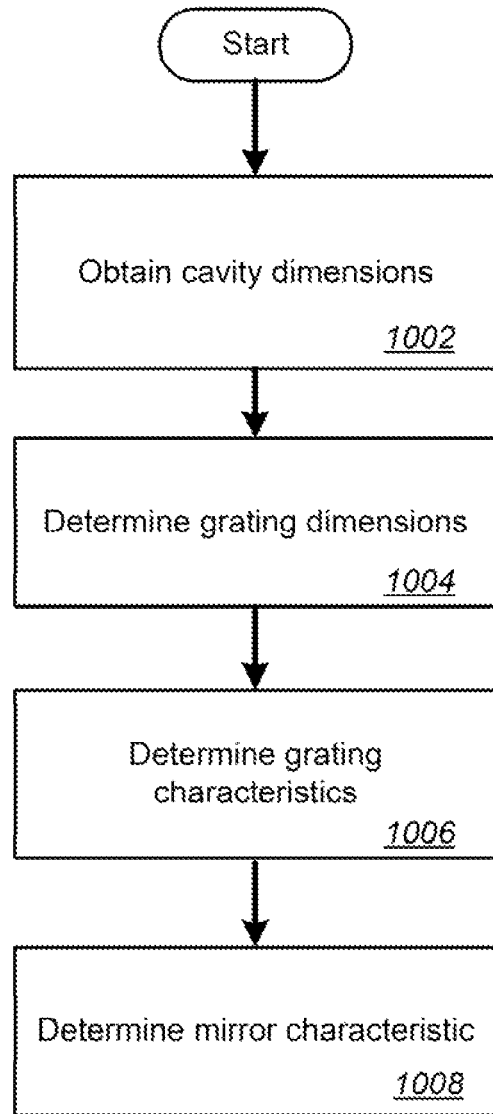 Start
Obtain cavity dimensions
1002
Determine grating dimensions
1004
Determine grating
characteristics
1006
Determine mirror characteristic
1008